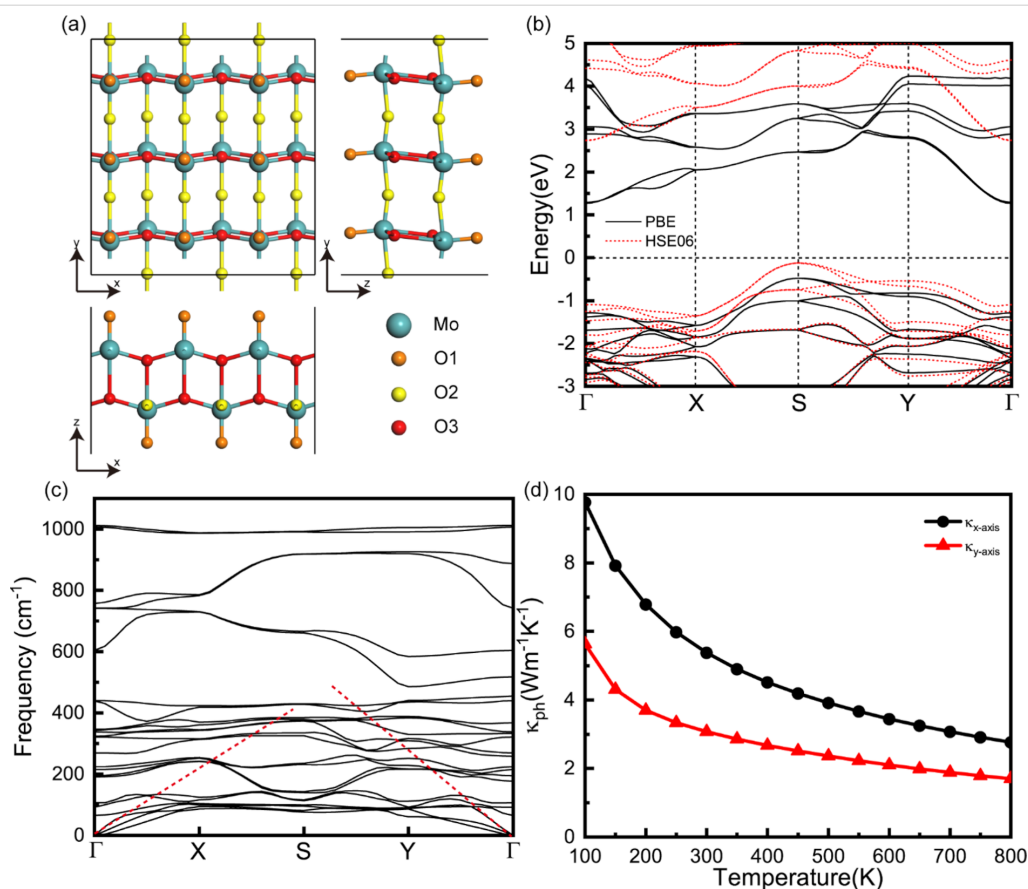 (a)
y
x
y
z
z
x
Mo
O1
O2
O3
(b)
5
4
3
2
1
0
-1
-2
-3
Energy(eV)
PBE
HSE06
Γ X S Y Γ
(c)
1000
800
600
400
200
0
Frequency (cm⁻¹)
Γ X S Y Γ
(d)
10
8
6
4
2
0
κph(Wm⁻¹K⁻¹)
κx-axis
κy-axis
100 200 300 400 500 600 700 800
Temperature(K)